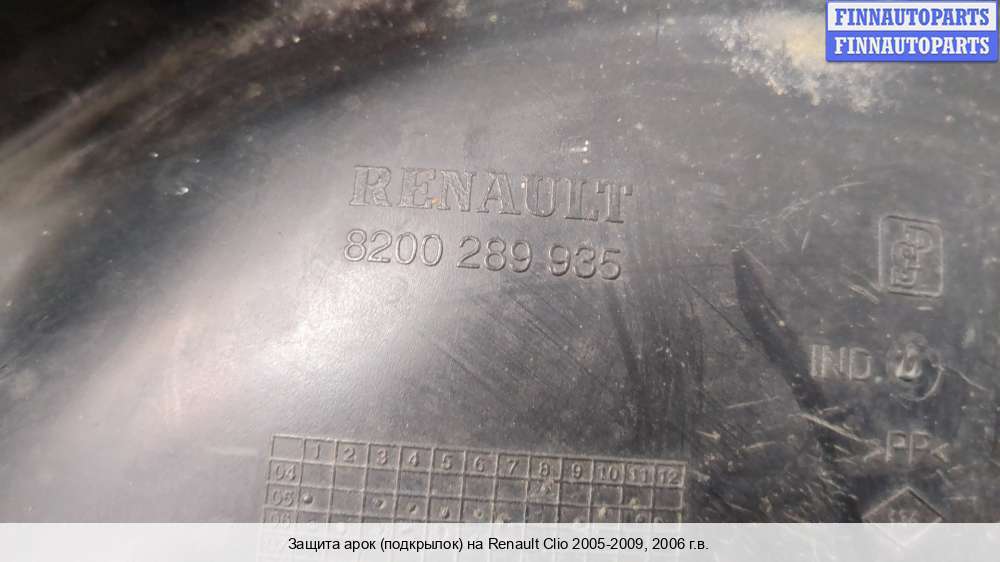 FINNAUTOPARTS
FINNAUTOPARTS
RENAULT
8200 289 935
IND
>PP<
1 2 3 4 5 6 7 8 9 10 11 12
04
05
06
Защита арок (подкрылок) на Renault Clio 2005-2009, 2006 г.в.